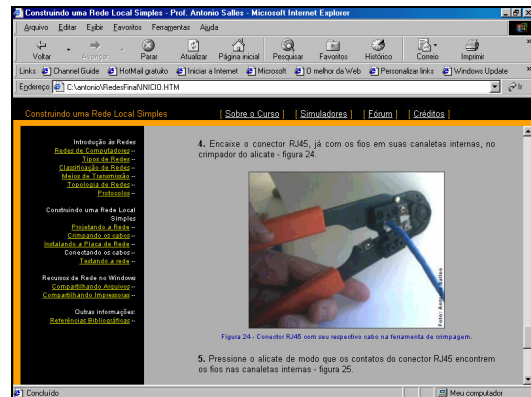 Construindo uma Rede Local Simples - Prof. Antonio Salles - Microsoft Internet Explorer
Arquivo Editar Exibir Favoritos Ferramentas Ajuda
Voltar Avançar Parar Atualizar Página inicial Pesquisar Favoritos Histórico Correio Imprimir
Links Channel Guide HotMail gratuito Iniciar a Internet Microsoft O melhor da Web Personalizar links Windows Update
Endereço C:\antonio\RedesFinal\INICIO.HTM Ir
Construindo uma Rede Local Simples [ Sobre o Curso ] [ Simuladores ] [ Fórum ] [ Créditos ]
Introdução às Redes
Redes de Computadores --
Tipos de Redes --
Classificação de Redes --
Meios de Transmissão --
Topologia de Redes --
Protocolos --
Construindo uma Rede Local
Simples
Projetando a Rede --
Crimpando os cabos --
Instalando a Placa de Rede --
Conectando os cabos --
Testando a rede --
Recursos de Rede no Windows
Compartilhando Arquivos --
Compartilhando Impressoras --
Outras informações:
Referências Bibliográficas --
4. Encaixe o conector RJ45, já com os fios em suas canaletas internas, no
crimpador do alicate - figura 24.
Foto: Antonio Salles
Figura 24 - Conector RJ45 com seu respectivo cabo na ferramenta de crimpagem.
5. Pressione o alicate de modo que os contatos do conector RJ45 encontrem
os fios nas canaletas internas - figura 25.
Concluído Meu computador